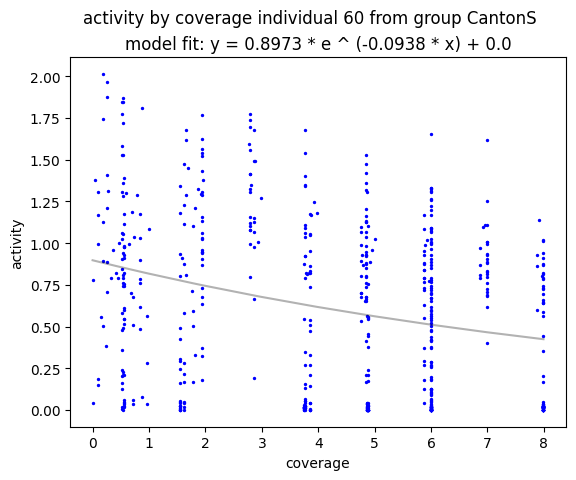 activity by coverage individual 60 from group CantonS
model fit: y = 0.8973 * e ^ (-0.0938 * x) + 0.0
activity
2.00
1.75
1.50
1.25
1.00
0.75
0.50
0.25
0.00
0 1 2 3 4 5 6 7 8
coverage